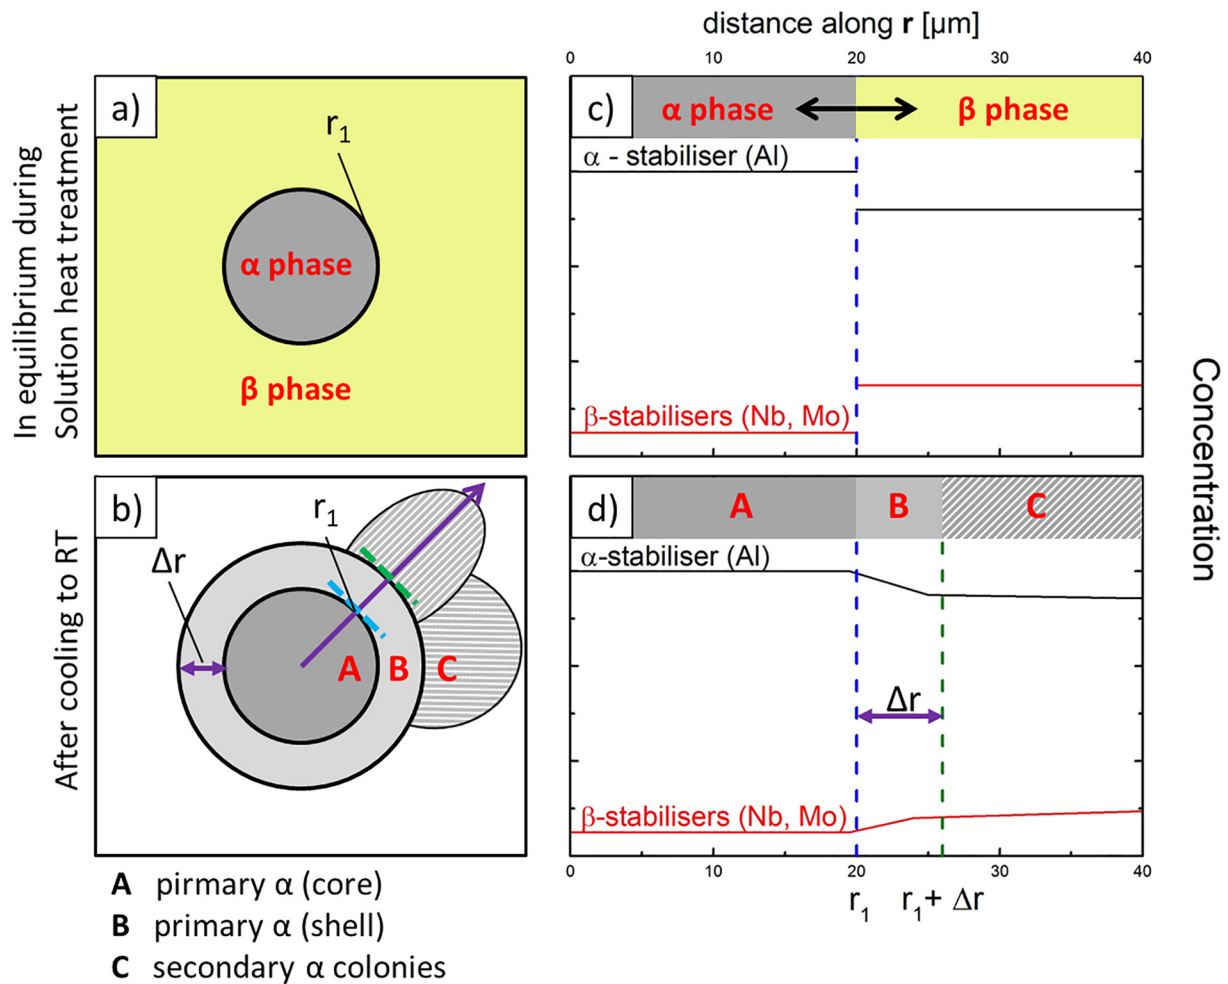 distance along r [µm]
0 10 20 30 40
In equilibrium during
Solution heat treatment
a)
r1
α phase
β phase
c)
α phase
β phase
α - stabiliser (Al)
β-stabilisers (Nb, Mo)
Concentration
After cooling to RT
b)
r1
Δr
A B C
d)
A B C
α-stabiliser (Al)
Δr
β-stabilisers (Nb, Mo)
0 10 20 30 40
r1 r1+ Δr
A pirmary α (core)
B primary α (shell)
C secondary α colonies